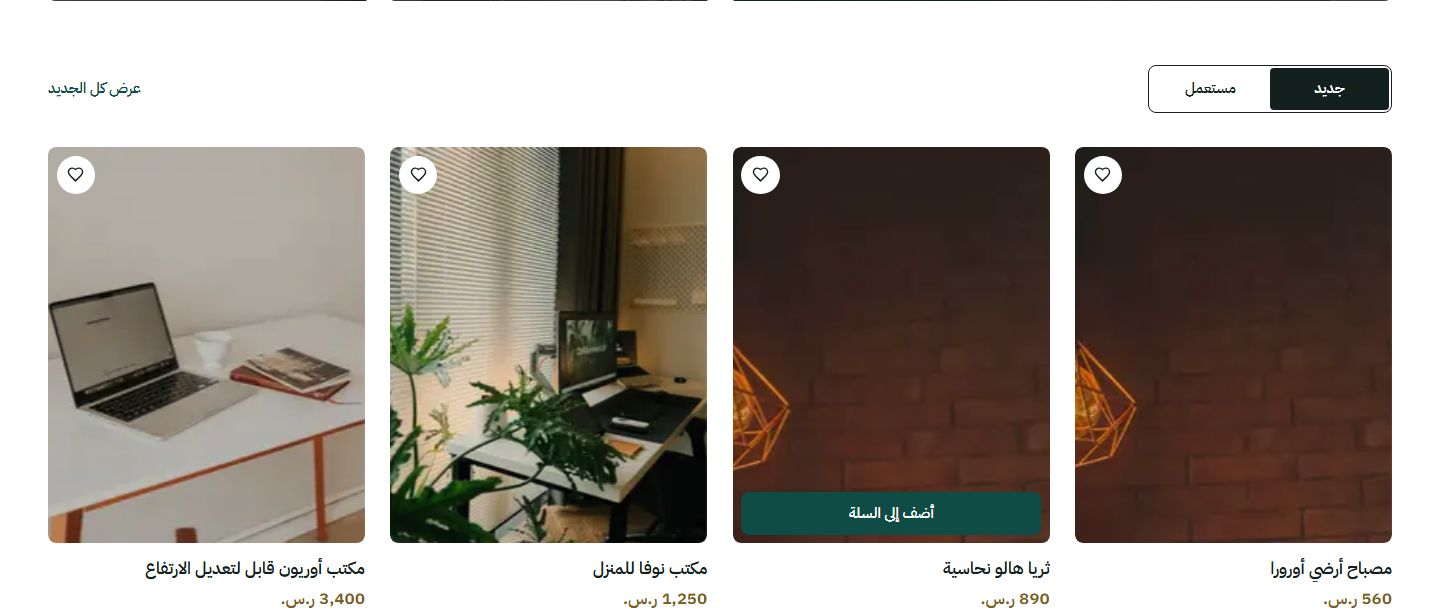 جديد
مستعمل
عرض كل الجديد
أضف إلى السلة
مصباح أرضي أورورا
560 ر.س.
ثريا هالو نحاسية
890 ر.س.
مكتب نوفا للمنزل
1,250 ر.س.
مكتب أوريون قابل لتعديل الارتفاع
3,400 ر.س.